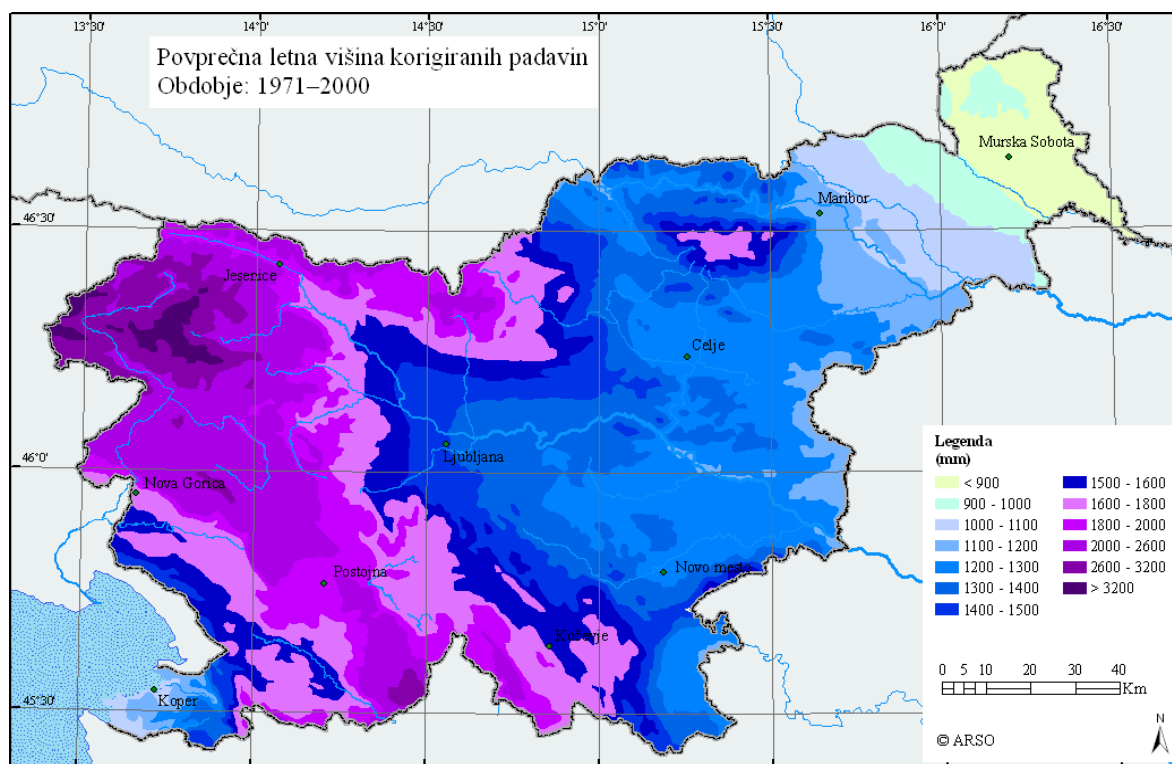 13°30'
14°0'
14°30'
15°0'
15°30'
16°0'
16°30'
Povprečna letna višina korigiranih padavin
Obdobje: 1971–2000
Murska Sobota
46°30'
Maribor
Jesenice
Celje
46°0'
Ljubljana
Nova Gorica
Postojna
Novo mesto
Kočevje
45°30'
Koper
Legenda
(mm)
< 900
900 - 1000
1000 - 1100
1100 - 1200
1200 - 1300
1300 - 1400
1400 - 1500
1500 - 1600
1600 - 1800
1800 - 2000
2000 - 2600
2600 - 3200
> 3200
0 5 10 20 30 40
Km
N
© ARSO